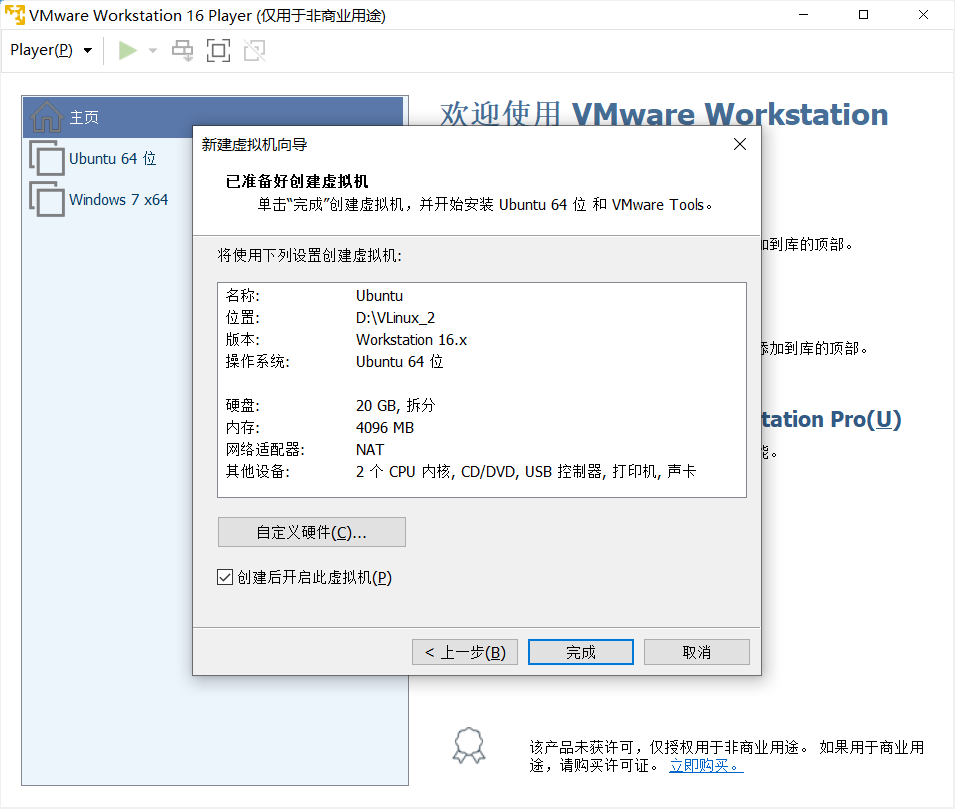 VMware Workstation 16 Player (仅用于非商业用途)
Player(P)
主页
Ubuntu 64 位
Windows 7 x64
欢迎使用 VMware Workstation
新建虚拟机向导
已准备好创建虚拟机
单击“完成”创建虚拟机，并开始安装 Ubuntu 64 位 和 VMware Tools。
将使用下列设置创建虚拟机:
名称: Ubuntu
位置: D:\VLinux_2
版本: Workstation 16.x
操作系统: Ubuntu 64 位
硬盘: 20 GB, 拆分
内存: 4096 MB
网络适配器: NAT
其他设备: 2 个 CPU 内核, CD/DVD, USB 控制器, 打印机, 声卡
自定义硬件(C)...
创建后开启此虚拟机(P)
< 上一步(B)
完成
取消
加到库的顶部。
添加到库的顶部。
tation Pro(U)
能。
该产品未获许可，仅授权用于非商业用途。 如果用于商业用
途，请购买许可证。 立即购买。